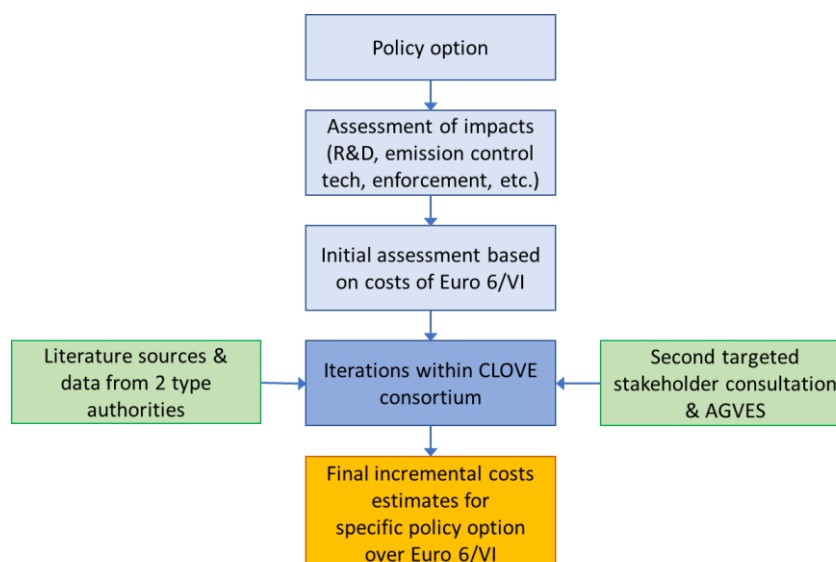 Policy option
Assessment of impacts
(R&D, emission control
tech, enforcement, etc.)
Initial assessment based
on costs of Euro 6/VI
Literature sources &
data from 2 type
authorities
Iterations within CLOVE
consortium
Second targeted
stakeholder consultation
& AGVES
Final incremental costs
estimates for
specific policy option
over Euro 6/VI